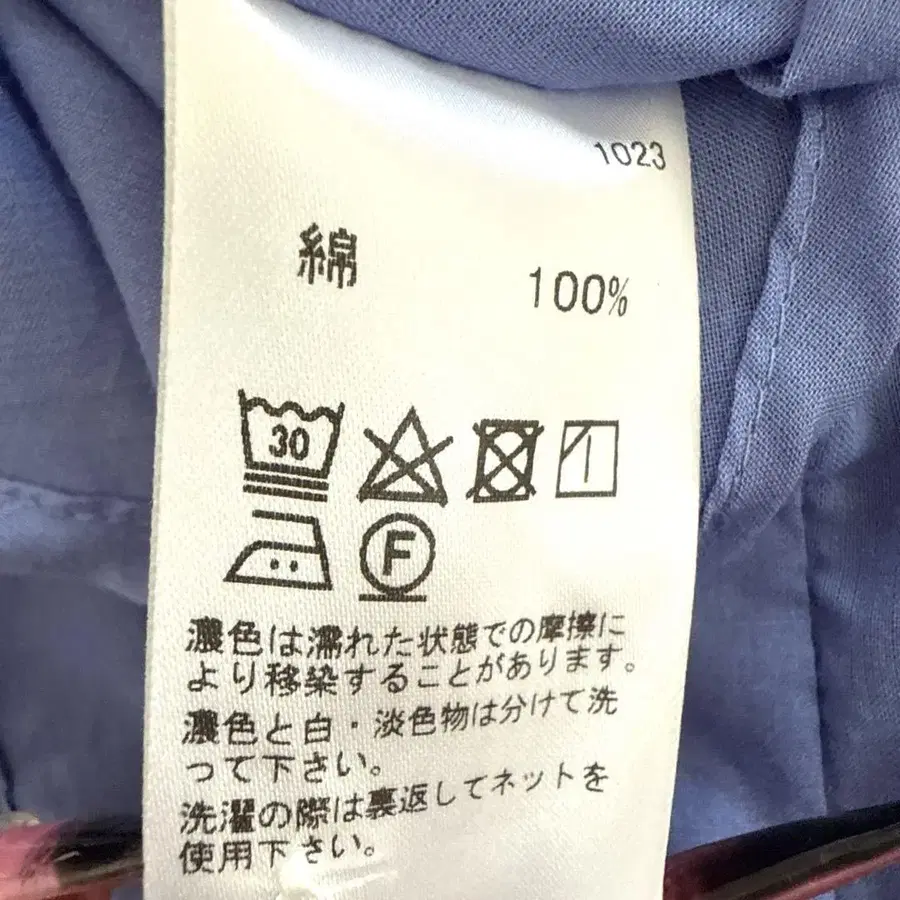 1023
綿 100%
30
F
濃色は濡れた状態での摩擦に
より移染することがあります。
濃色と白・淡色物は分けて洗
って下さい。
洗濯の際は裏返してネットを
使用下さい。